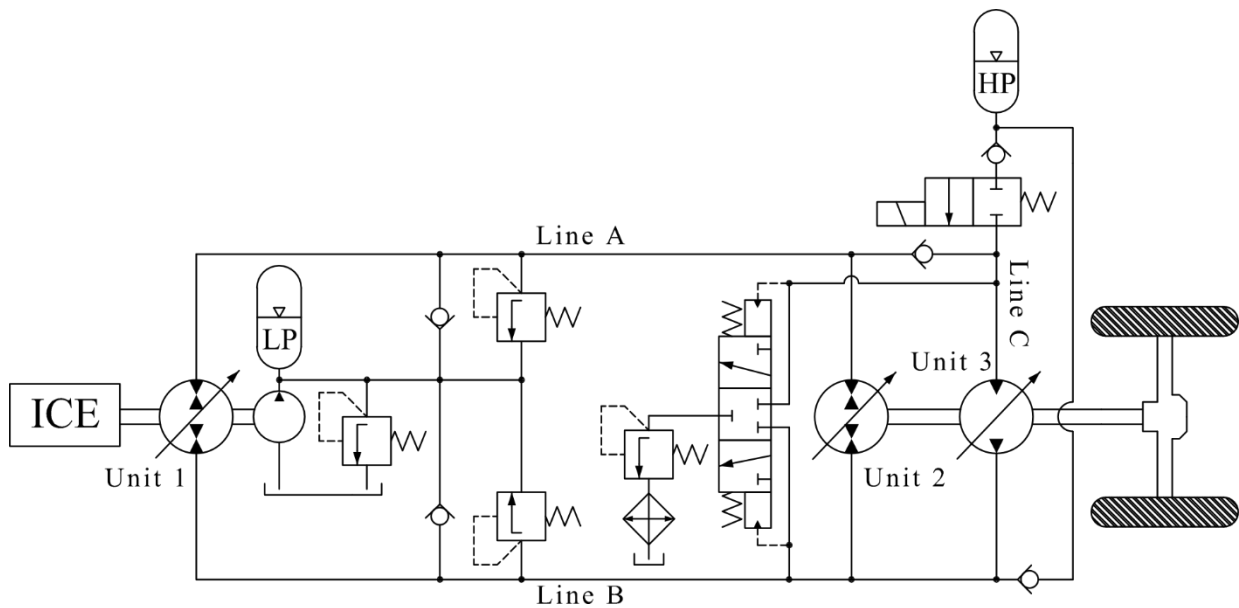 HP
Line A
Line C
LP
Unit 3
ICE
Unit 1
Unit 2
Line B